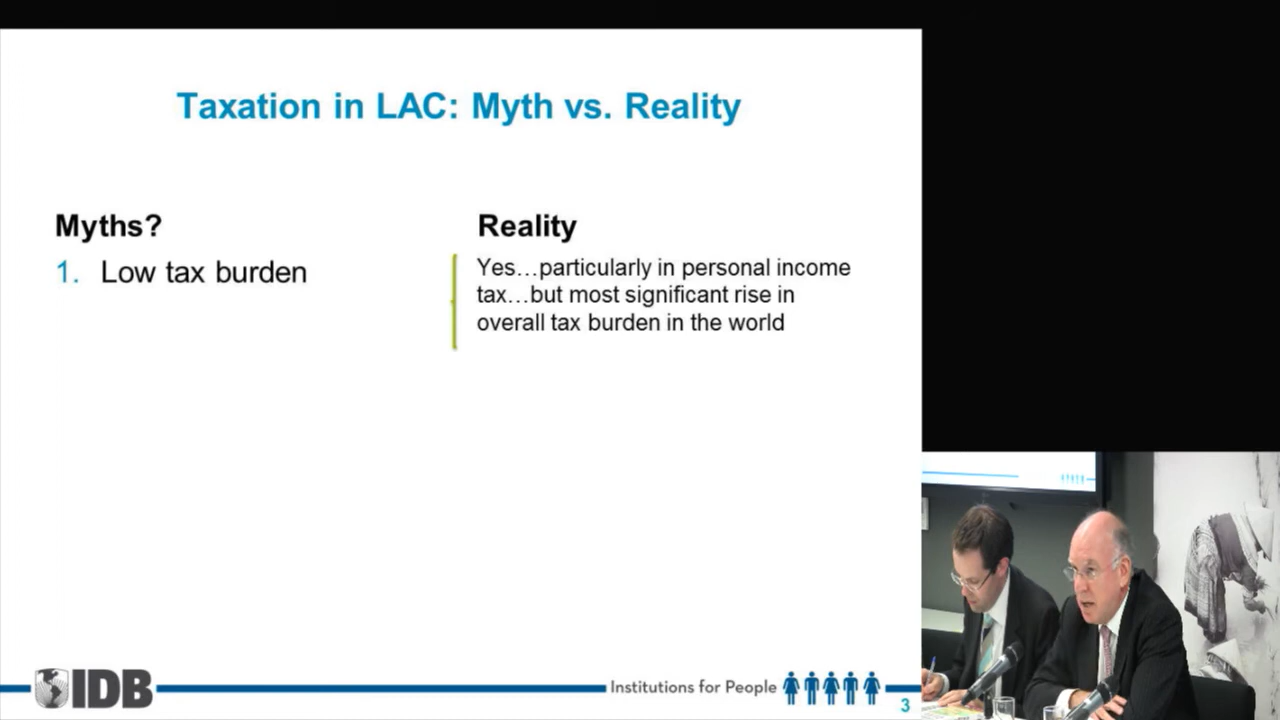 Taxation in LAC: Myth vs. Reality
Myths?
1. Low tax burden
Reality
Yes…particularly in personal income
tax…but most significant rise in
overall tax burden in the world
IDB
Institutions for People
3